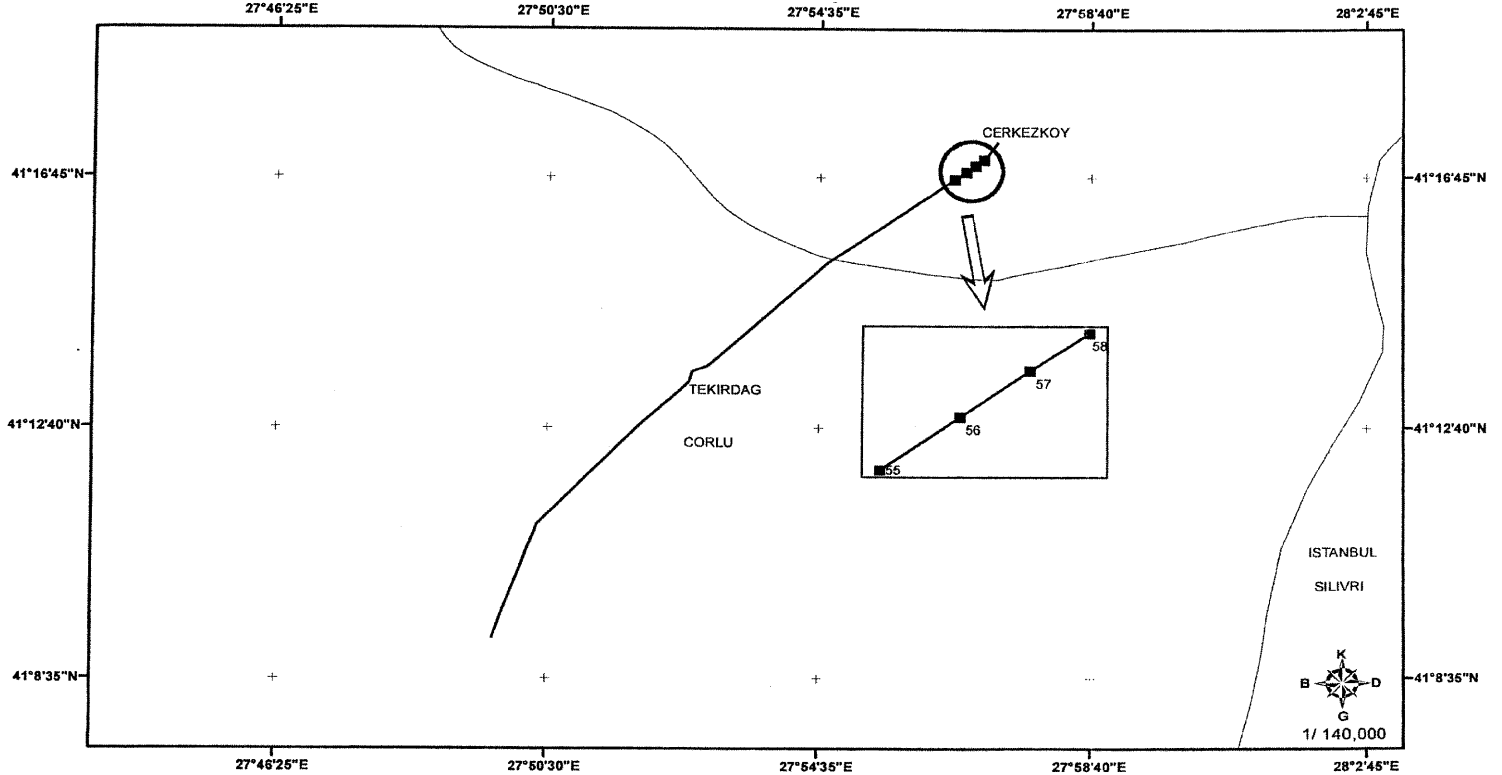 27°46'25"E 27°50'30"E 27°54'35"E 27°58'40"E 28°2'45"E
CERKEZKOY
41°16'45"N 41°16'45"N
58
57
TEKIRDAG
56
41°12'40"N 41°12'40"N
CORLU
55
ISTANBUL
SILIVRI
K
41°8'35"N 41°8'35"N
B D
G
1/ 140,000
27°46'25"E 27°50'30"E 27°54'35"E 27°58'40"E 28°2'45"E